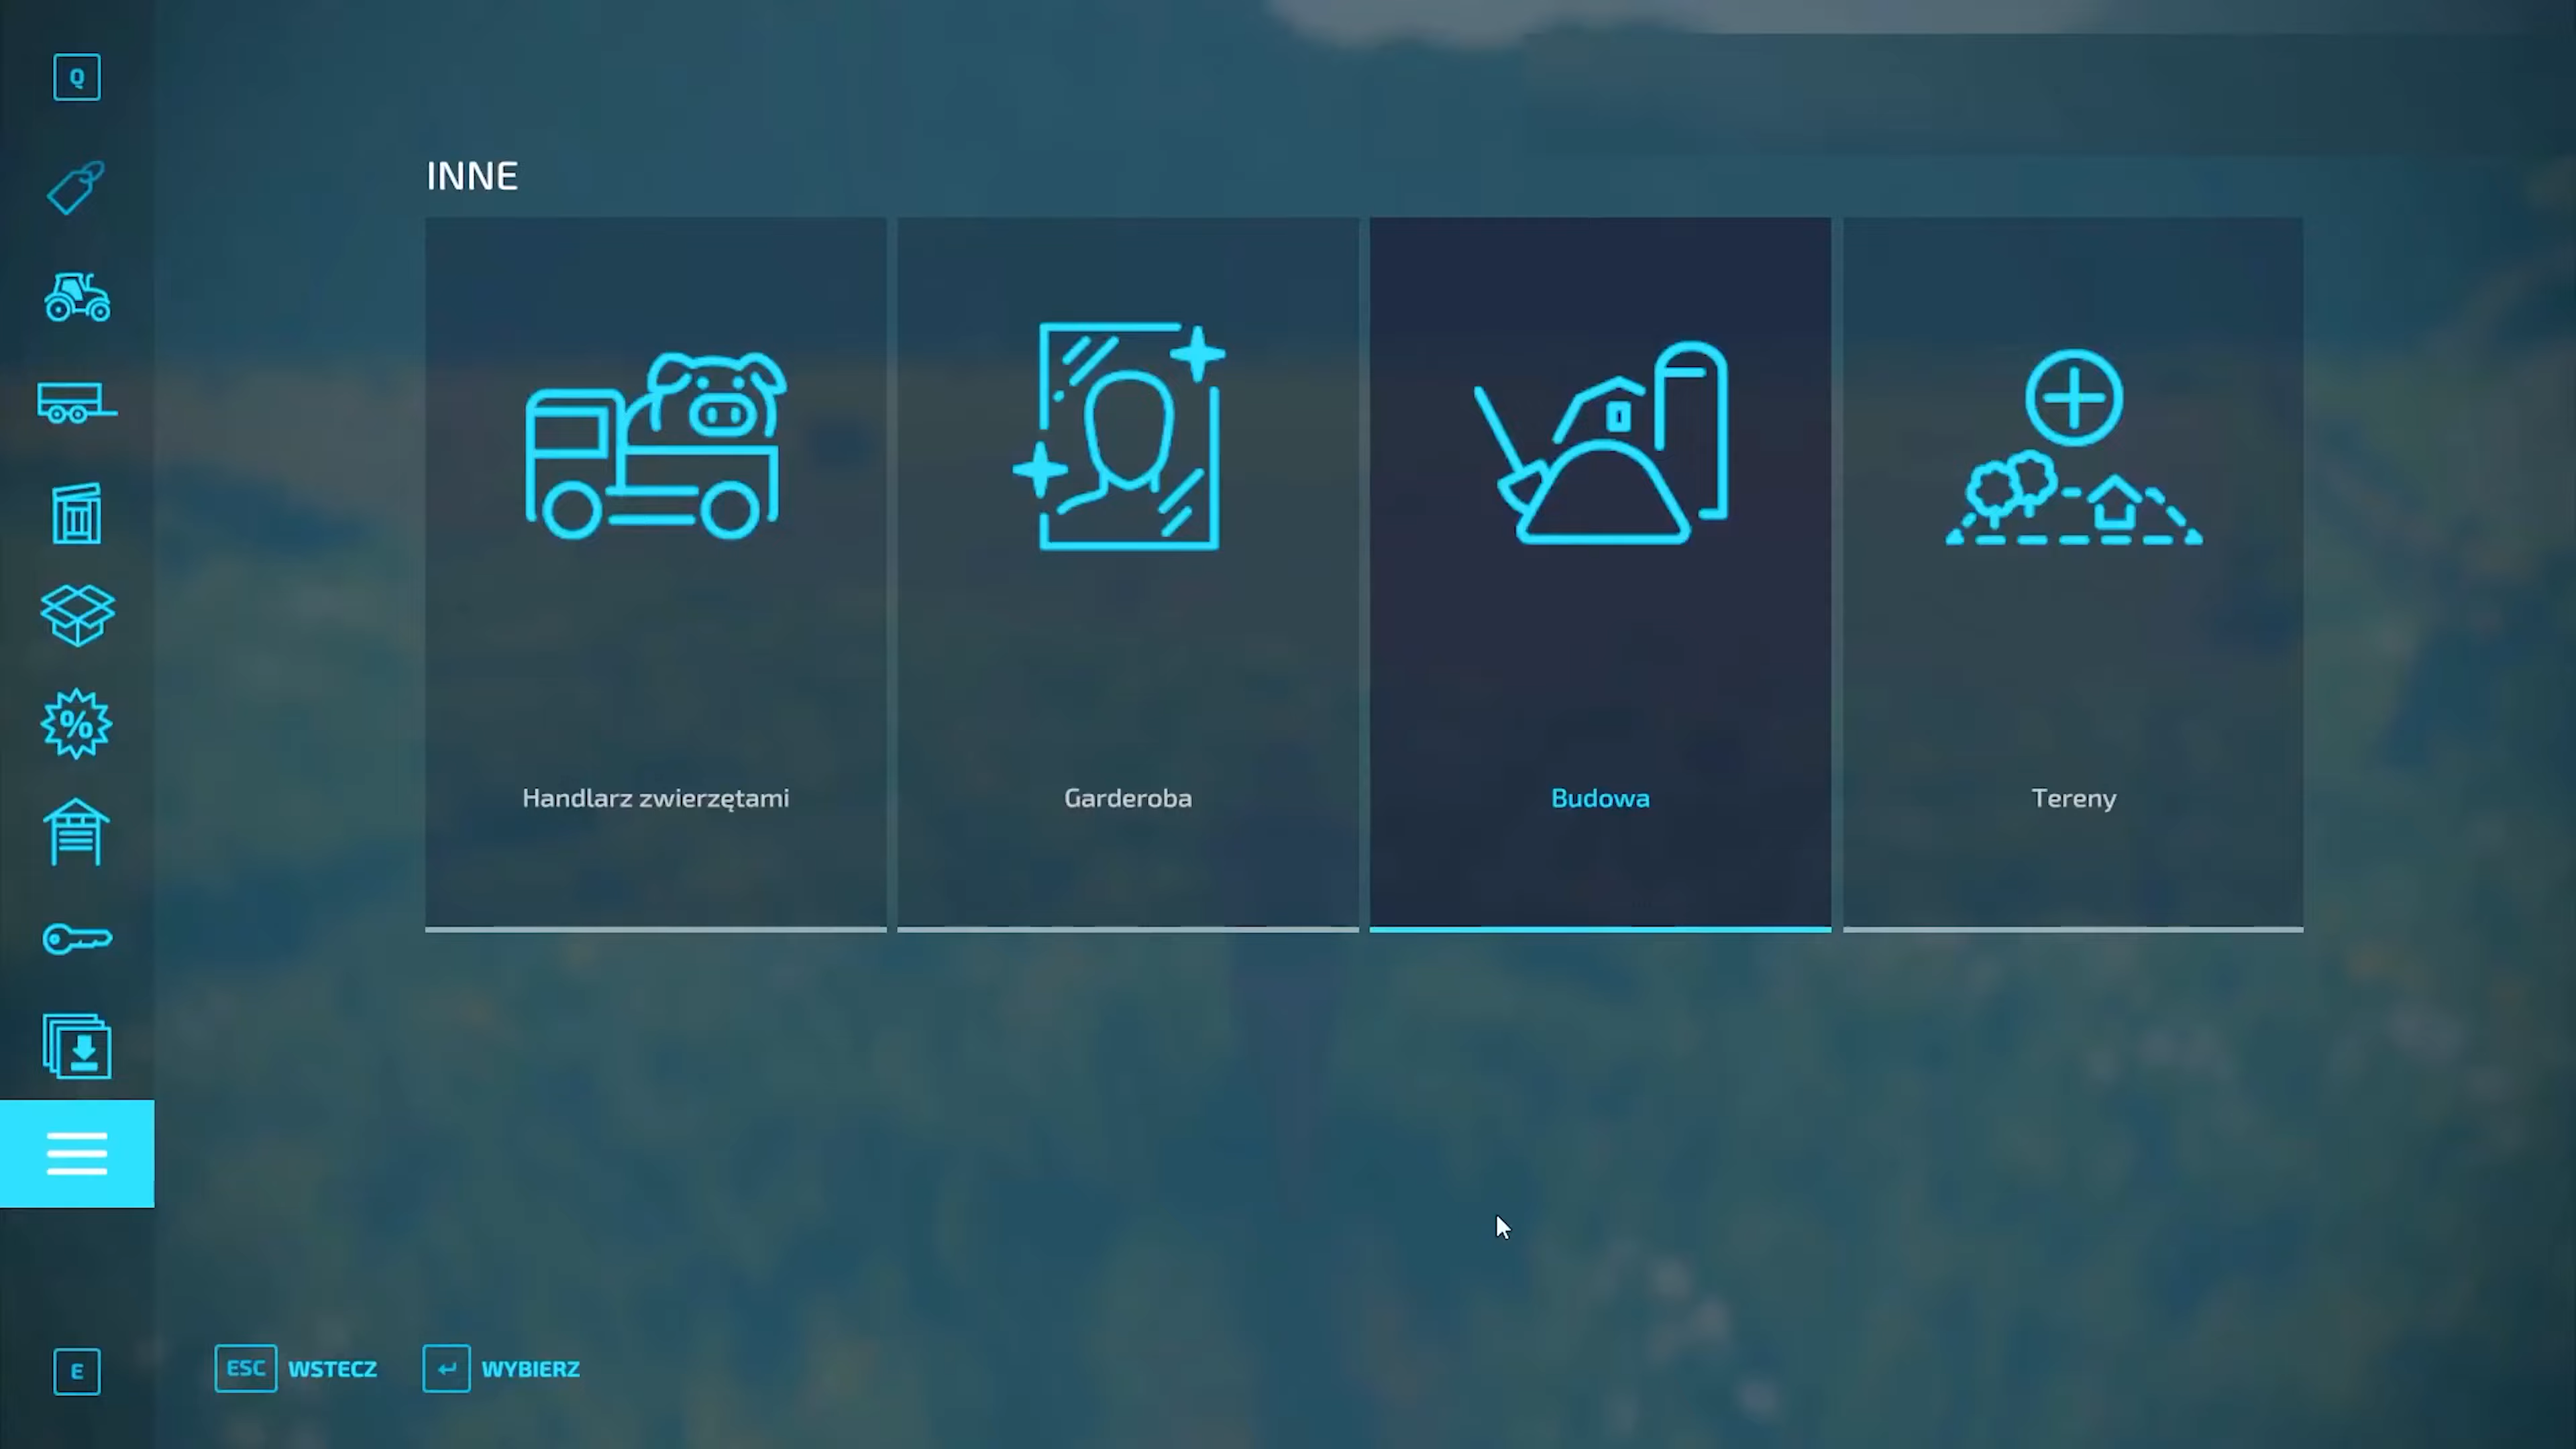 Q
INNE
Handlarz zwierzętami
Garderoba
Budowa
Tereny
%
E
ESC WSTECZ
WYBIERZ